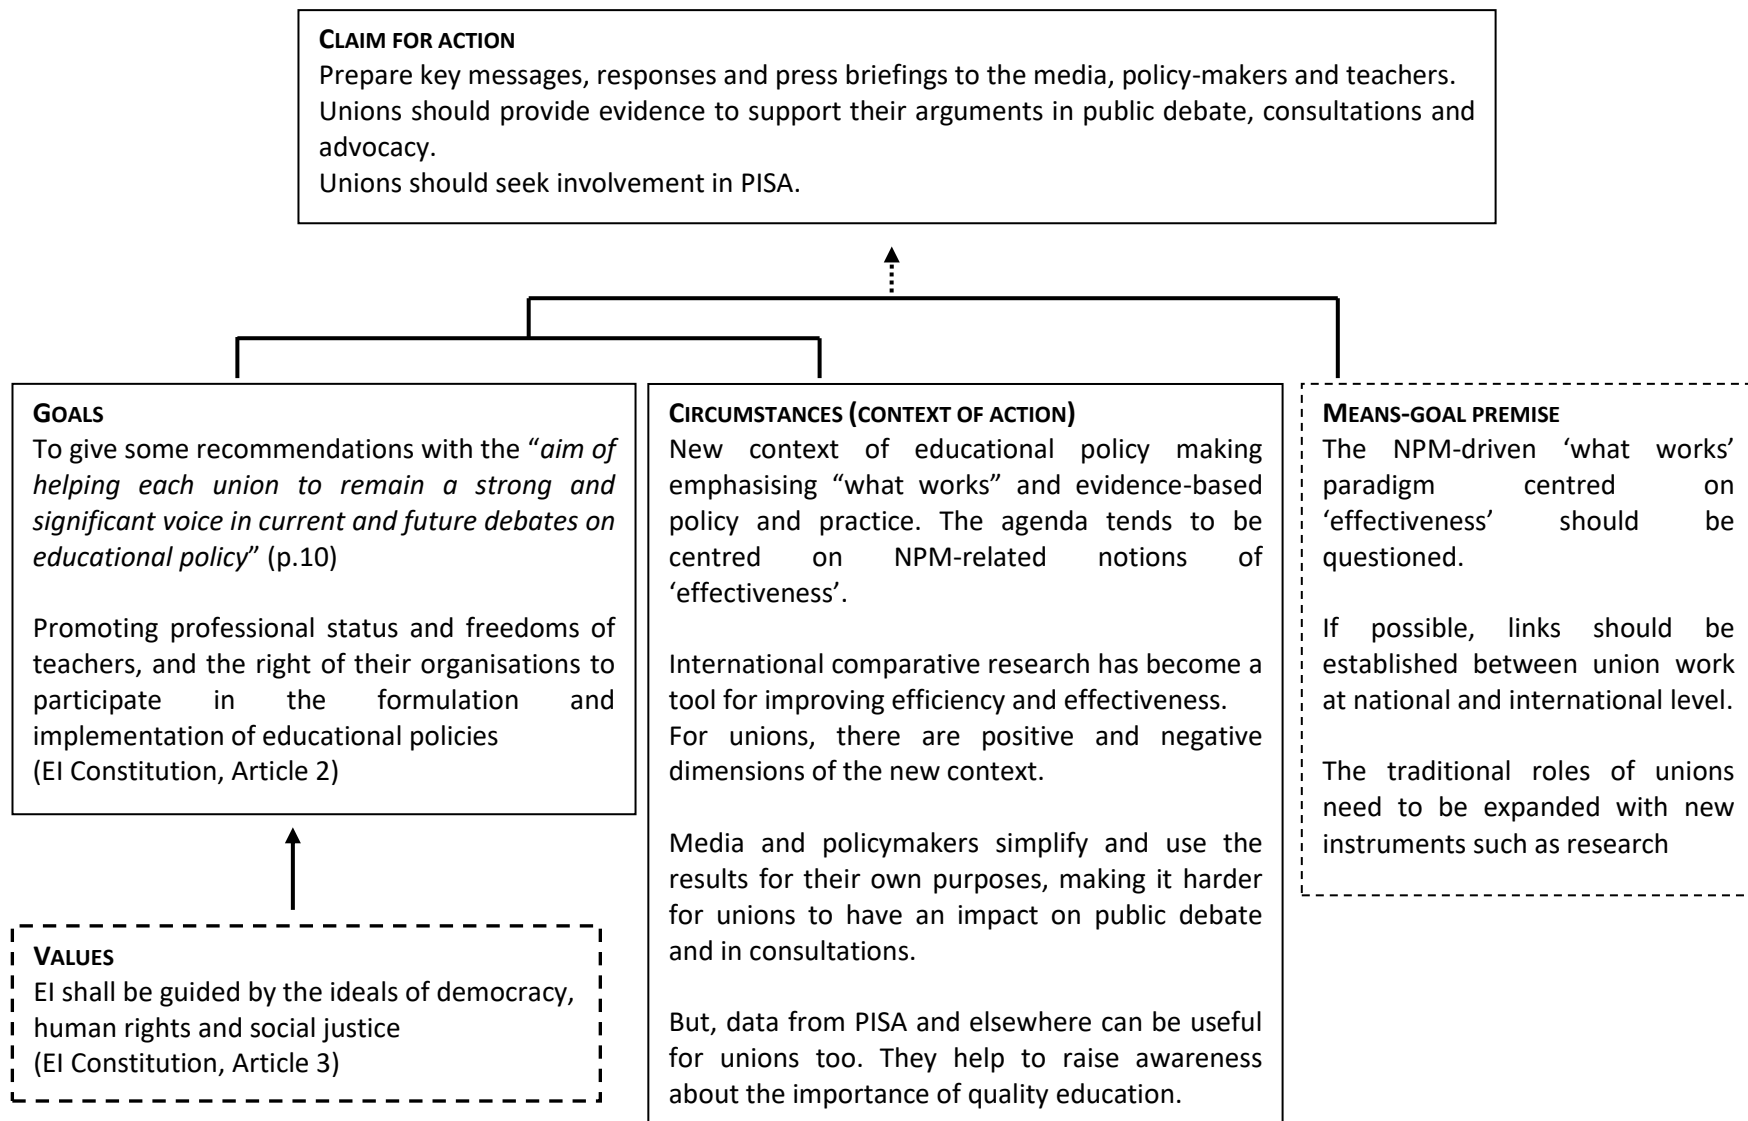 CLAIM FOR ACTION
Prepare key messages, responses and press briefings to the media, policy-makers and teachers.
Unions should provide evidence to support their arguments in public debate, consultations and
advocacy.
Unions should seek involvement in PISA.
GOALS
To give some recommendations with the “aim of
helping each union to remain a strong and
significant voice in current and future debates on
educational policy” (p.10)
Promoting professional status and freedoms of
teachers, and the right of their organisations to
participate in the formulation and
implementation of educational policies
(EI Constitution, Article 2)
VALUES
EI shall be guided by the ideals of democracy,
human rights and social justice
(EI Constitution, Article 3)
CIRCUMSTANCES (CONTEXT OF ACTION)
New context of educational policy making
emphasising “what works” and evidence-based
policy and practice. The agenda tends to be
centred on NPM-related notions of
‘effectiveness’.
International comparative research has become a
tool for improving efficiency and effectiveness.
For unions, there are positive and negative
dimensions of the new context.
Media and policymakers simplify and use the
results for their own purposes, making it harder
for unions to have an impact on public debate
and in consultations.
But, data from PISA and elsewhere can be useful
for unions too. They help to raise awareness
about the importance of quality education.
MEANS-GOAL PREMISE
The NPM-driven ‘what works’
paradigm centred on
‘effectiveness’ should be
questioned.
If possible, links should be
established between union work
at national and international level.
The traditional roles of unions
need to be expanded with new
instruments such as research